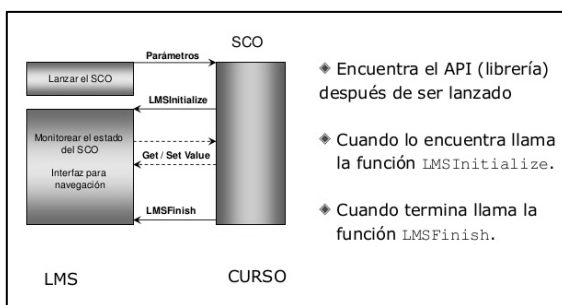 SCO
Parámetros
Lanzar el SCO
LMSInitialize
Monitorear el estado
del SCO
Get / Set Value
Interfaz para
navegación
LMSFinish
LMS
CURSO
Encuentra el API (librería)
después de ser lanzado
Cuando lo encuentra llama
la función LMSInitialize.
Cuando termina llama la
función LMSFinish.